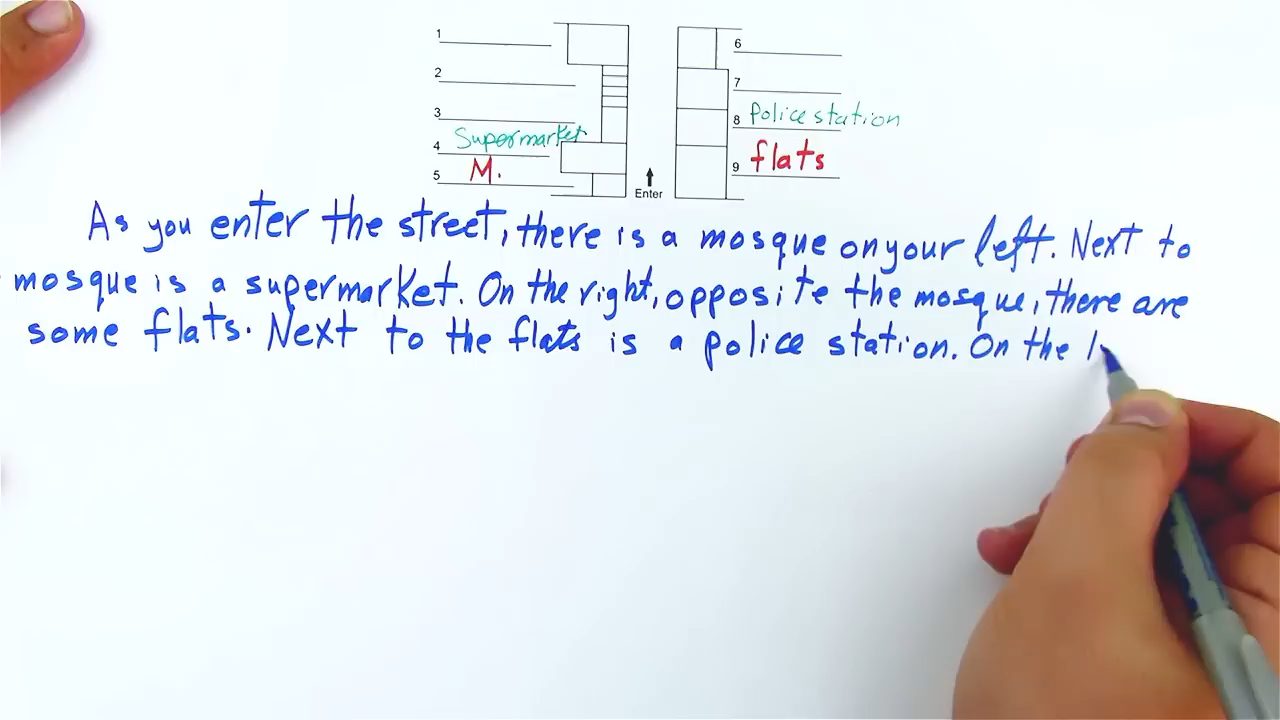 1
2
3
Supermarket
4
M.
5
6
7
8 Police station
flats
9
Enter
As you enter the street, there is a mosque on your left. Next to
mosque is a supermarket. On the right, opposite the mosque, there are
some flats. Next to the flats is a police station. On the l